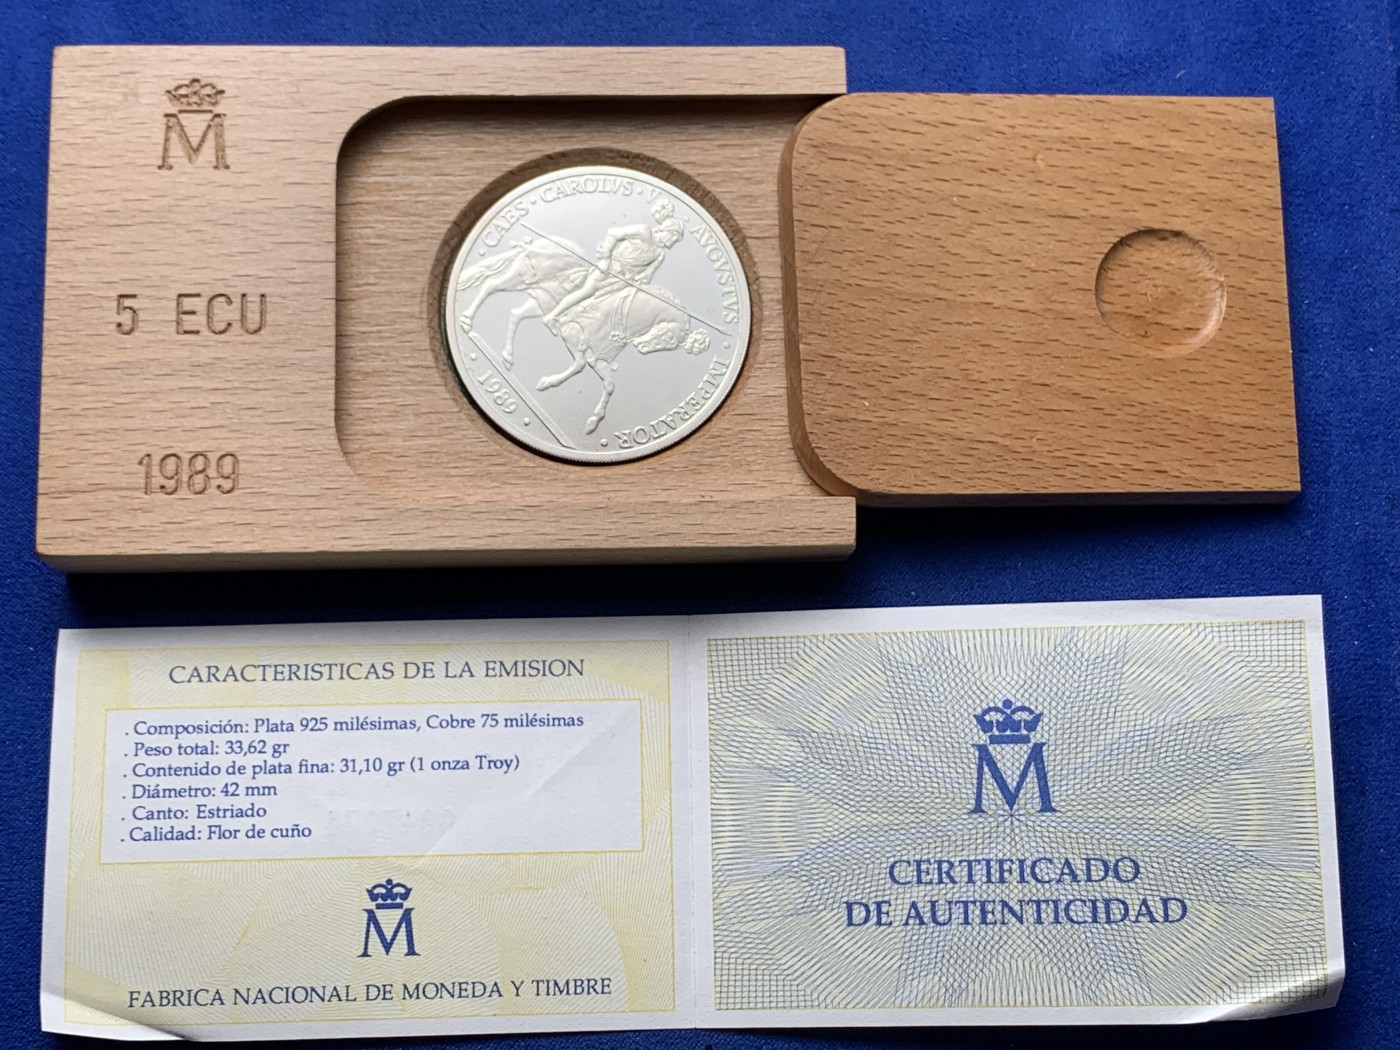 M
5 ECU
1989
CAES · CAROLVS · V · AVGVSTVS · IMPERATOR ·
· 1989 ·
CARACTERISTICAS DE LA EMISION
. Composición: Plata 925 milésimas, Cobre 75 milésimas
. Peso total: 33,62 gr
. Contenido de plata fina: 31,10 gr (1 onza Troy)
. Diámetro: 42 mm
. Canto: Estriado
. Calidad: Flor de cuño
M
FABRICA NACIONAL DE MONEDA Y TIMBRE
M
CERTIFICADO
DE AUTENTICIDAD